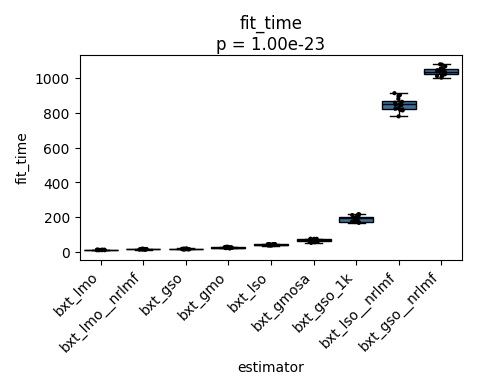 fit_time
p = 1.00e-23
fit_time
1000
800
600
400
200
0
bxt_lmo
bxt_lmo__nrlmf
bxt_gso
bxt_gmo
bxt_lso
bxt_gmosa
bxt_gso_1k
bxt_lso__nrlmf
bxt_gso__nrlmf
estimator